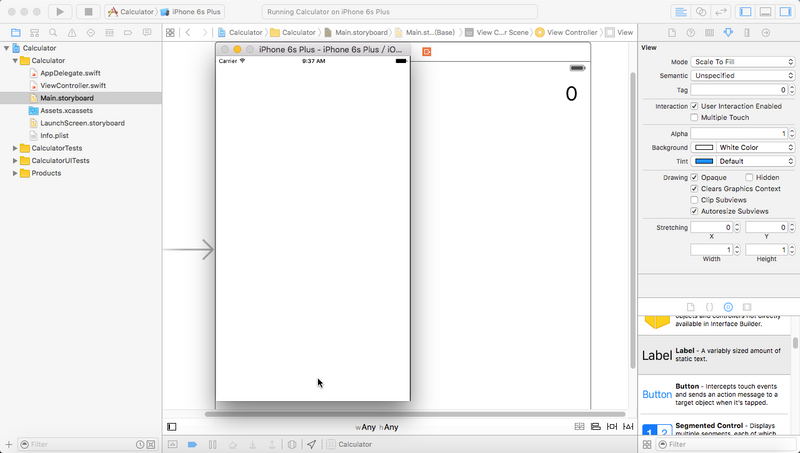 Calculator iPhone 6s Plus
Running Calculator on iPhone 6s Plus
Calculator Calculator Main.storyboard Main.st...(Base) View C...r Scene View Controller View
Calculator
Calculator
AppDelegate.swift
ViewController.swift
Main.storyboard
Assets.xcassets
LaunchScreen.storyboard
Info.plist
CalculatorTests
CalculatorUITests
Products
Filter
iPhone 6s Plus - iPhone 6s Plus / iO...
Carrier 9:37 AM
0
wAny hAny
Calculator
View
Mode Scale To Fill
Semantic Unspecified
Tag 0
Interaction User Interaction Enabled
Multiple Touch
Alpha 1
Background White Color
Tint Default
Drawing Opaque Hidden
Clears Graphics Context
Clip Subviews
Autoresize Subviews
Stretching 0 0
X Y
1 1
Width Height
objects and controllers not directly
available in Interface Builder.
Label Label - A variably sized amount of
static text.
Button Button - Intercepts touch events
and sends an action message to a
target object when it's tapped.
1 2 Segmented Control - Displays
multiple segments, each of which
Filter